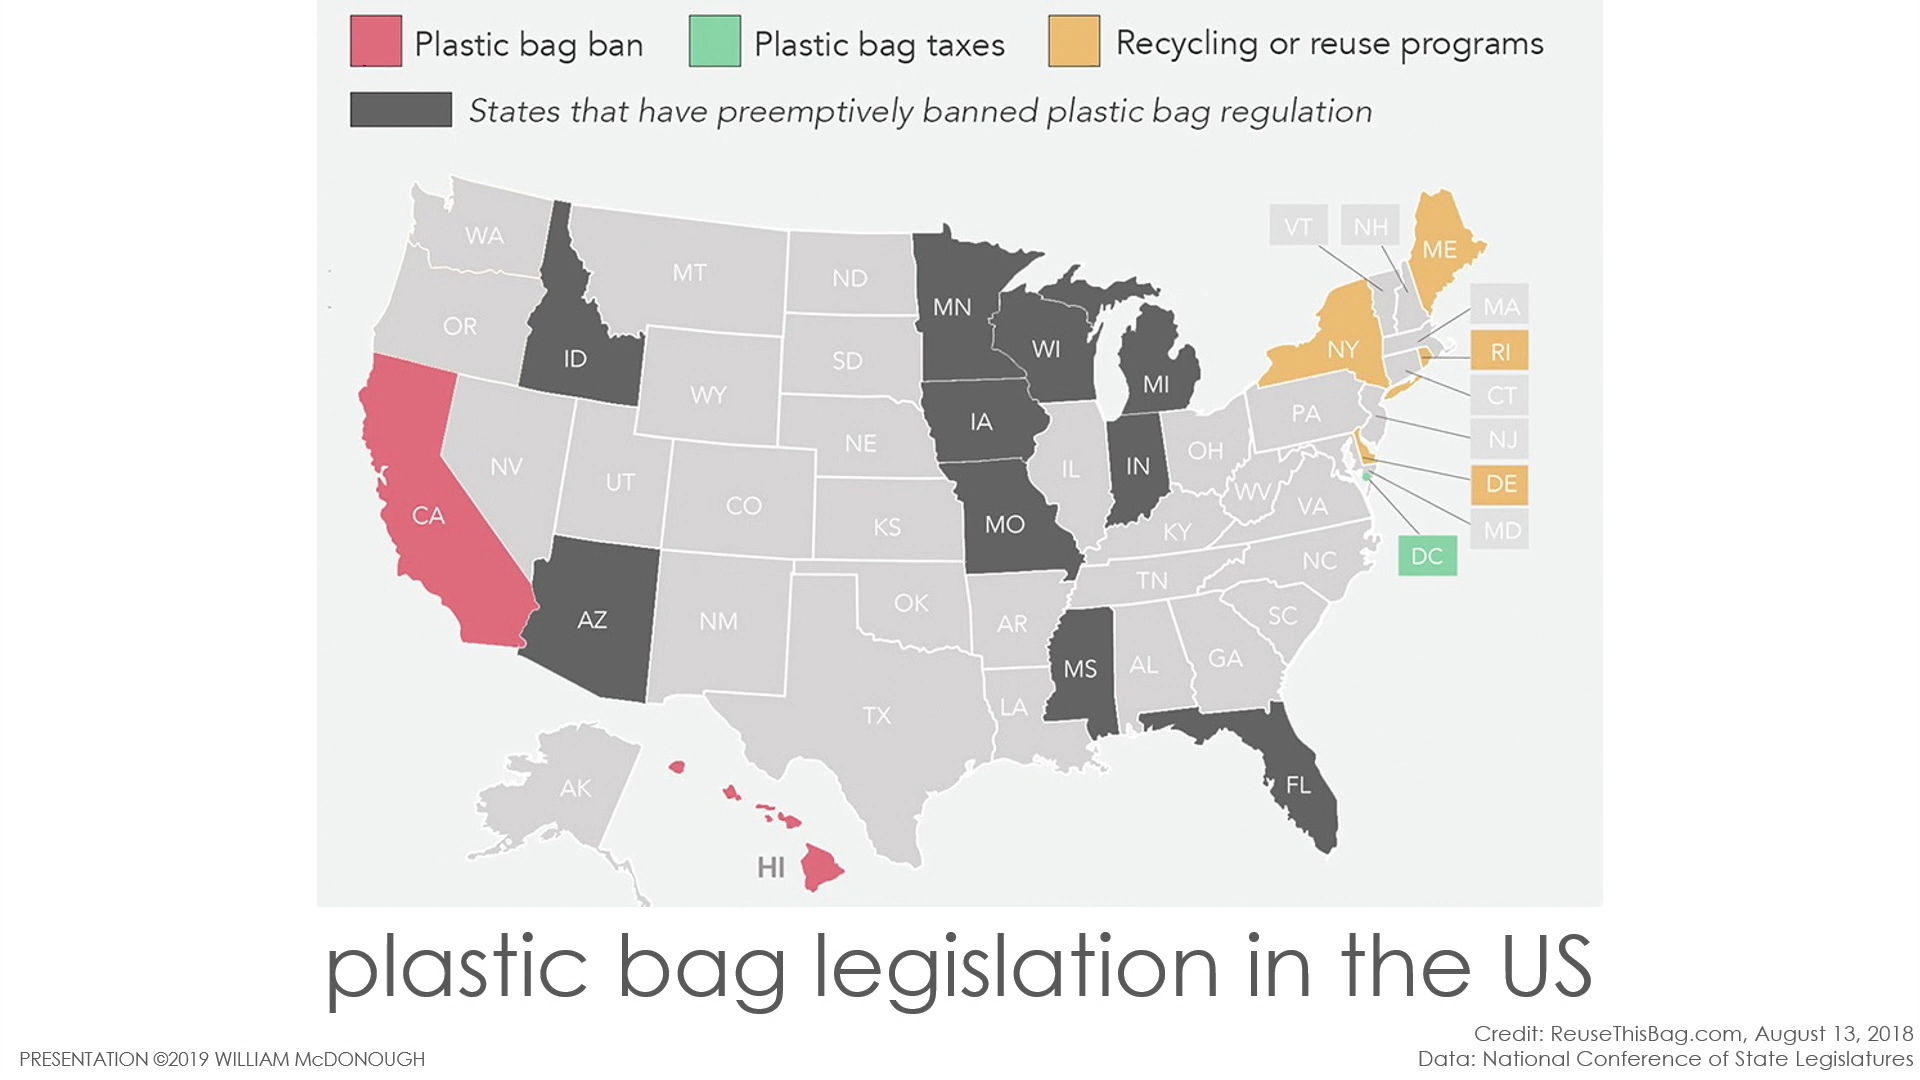 Plastic bag ban
Plastic bag taxes
Recycling or reuse programs
States that have preemptively banned plastic bag regulation
WA
MT
ND
MN
VT
NH
ME
OR
ID
SD
WI
MI
NY
MA
RI
WY
IA
PA
CT
NE
NJ
NV
UT
CO
IL
IN
OH
WV
DE
CA
KS
MO
KY
VA
MD
DC
AZ
NM
OK
AR
TN
NC
SC
MS
AL
GA
TX
LA
FL
AK
HI
plastic bag legislation in the US
Credit: ReuseThisBag.com, August 13, 2018
PRESENTATION ©2019 WILLIAM McDONOUGH
Data: National Conference of State Legislatures